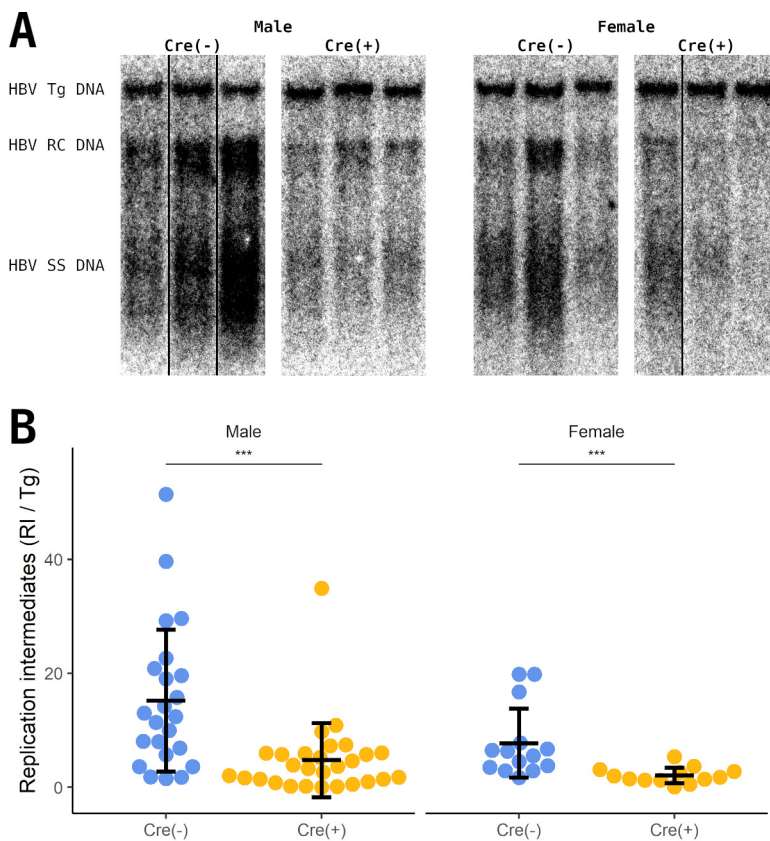 A
Male
Female
Cre(-)
Cre(+)
Cre(-)
Cre(+)
HBV Tg DNA
HBV RC DNA
HBV SS DNA
B
Male
Female
***
***
Replication intermediates (RI / Tg)
40
20
0
Cre(-)
Cre(+)
Cre(-)
Cre(+)